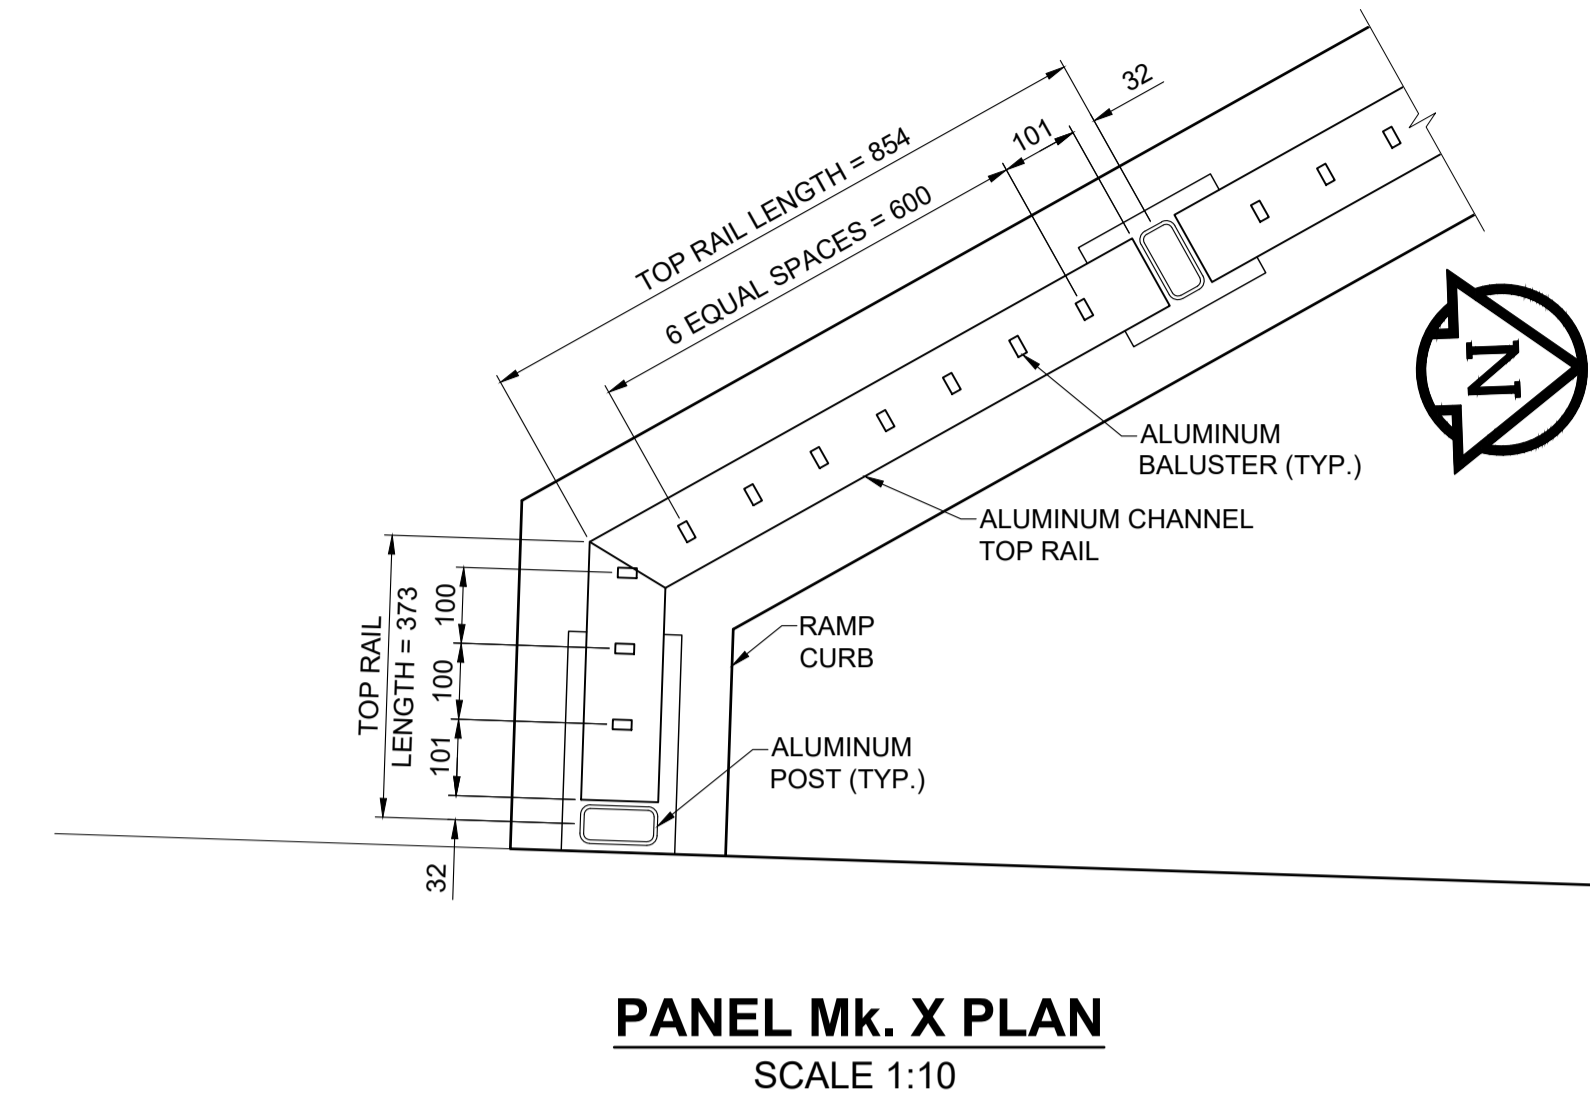 32
101
TOP RAIL LENGTH = 854
6 EQUAL SPACES = 600
N
ALUMINUM
BALUSTER (TYP.)
ALUMINUM CHANNEL
TOP RAIL
TOP RAIL
LENGTH = 373
100
100
101
32
RAMP
CURB
ALUMINUM
POST (TYP.)
PANEL Mk. X PLAN
SCALE 1:10